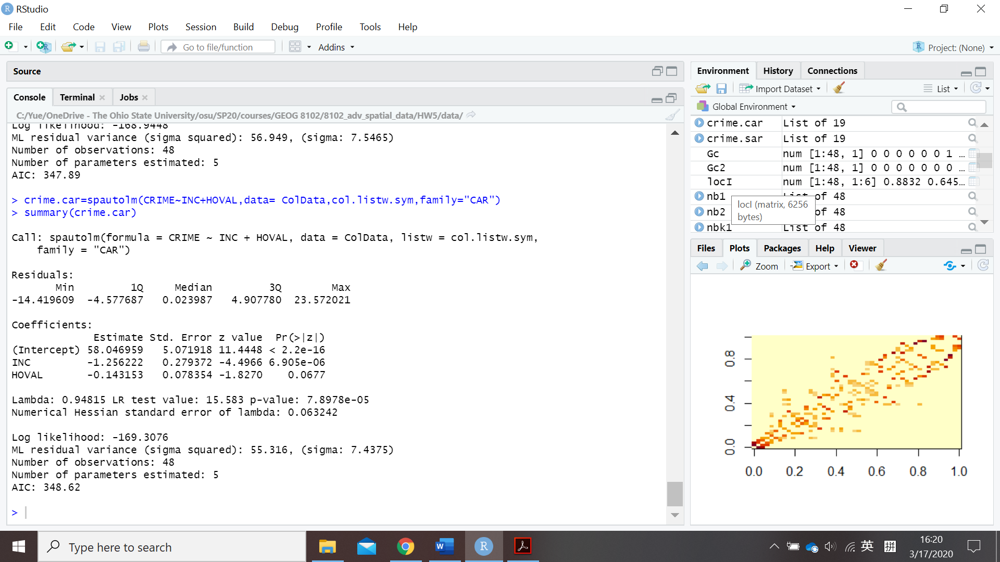 RStudio
File Edit Code View Plots Session Build Debug Profile Tools Help
Go to file/function Addins Project: (None)
Source
Console Terminal Jobs
C:/Yue/OneDrive - The Ohio State University/osu/SP20/courses/GEOG 8102/8102_adv_spatial_data/HW5/data/
Log likelihood: -168.9448
ML residual variance (sigma squared): 56.949, (sigma: 7.5465)
Number of observations: 48
Number of parameters estimated: 5
AIC: 347.89
> crime.car=spautolm(CRIME~INC+HOVAL,data= ColData,col.listw.sym,family="CAR")
> summary(crime.car)
Call: spautolm(formula = CRIME ~ INC + HOVAL, data = ColData, listw = col.listw.sym,
family = "CAR")
Residuals:
Min 1Q Median 3Q Max
-14.419609 -4.577687 0.023987 4.907780 23.572021
Coefficients:
Estimate Std. Error z value Pr(>|z|)
(Intercept) 58.046959 5.071918 11.4448 < 2.2e-16
INC -1.256222 0.279372 -4.4966 6.905e-06
HOVAL -0.143153 0.078354 -1.8270 0.0677
Lambda: 0.94815 LR test value: 15.583 p-value: 7.8978e-05
Numerical Hessian standard error of lambda: 0.063242
Log likelihood: -169.3076
ML residual variance (sigma squared): 55.316, (sigma: 7.4375)
Number of observations: 48
Number of parameters estimated: 5
AIC: 348.62
>
Environment History Connections
Import Dataset List
Global Environment
crime.car List of 19
crime.sar List of 19
Gc num [1:48, 1] 0 0 0 0 0 0 1 ...
Gc2 num [1:48, 1] 0 0 0 0 0 0 0 ...
locI num [1:48, 1:6] 0.8832 0.645...
nb1 List of 48
nb2 of 48
nbk1 List of 48
locI (matrix, 6256
bytes)
Files Plots Packages Help Viewer
Zoom Export
0.8
0.4
0.0
0.0 0.2 0.4 0.6 0.8 1.0
Type here to search
英 拼
16:20
3/17/2020